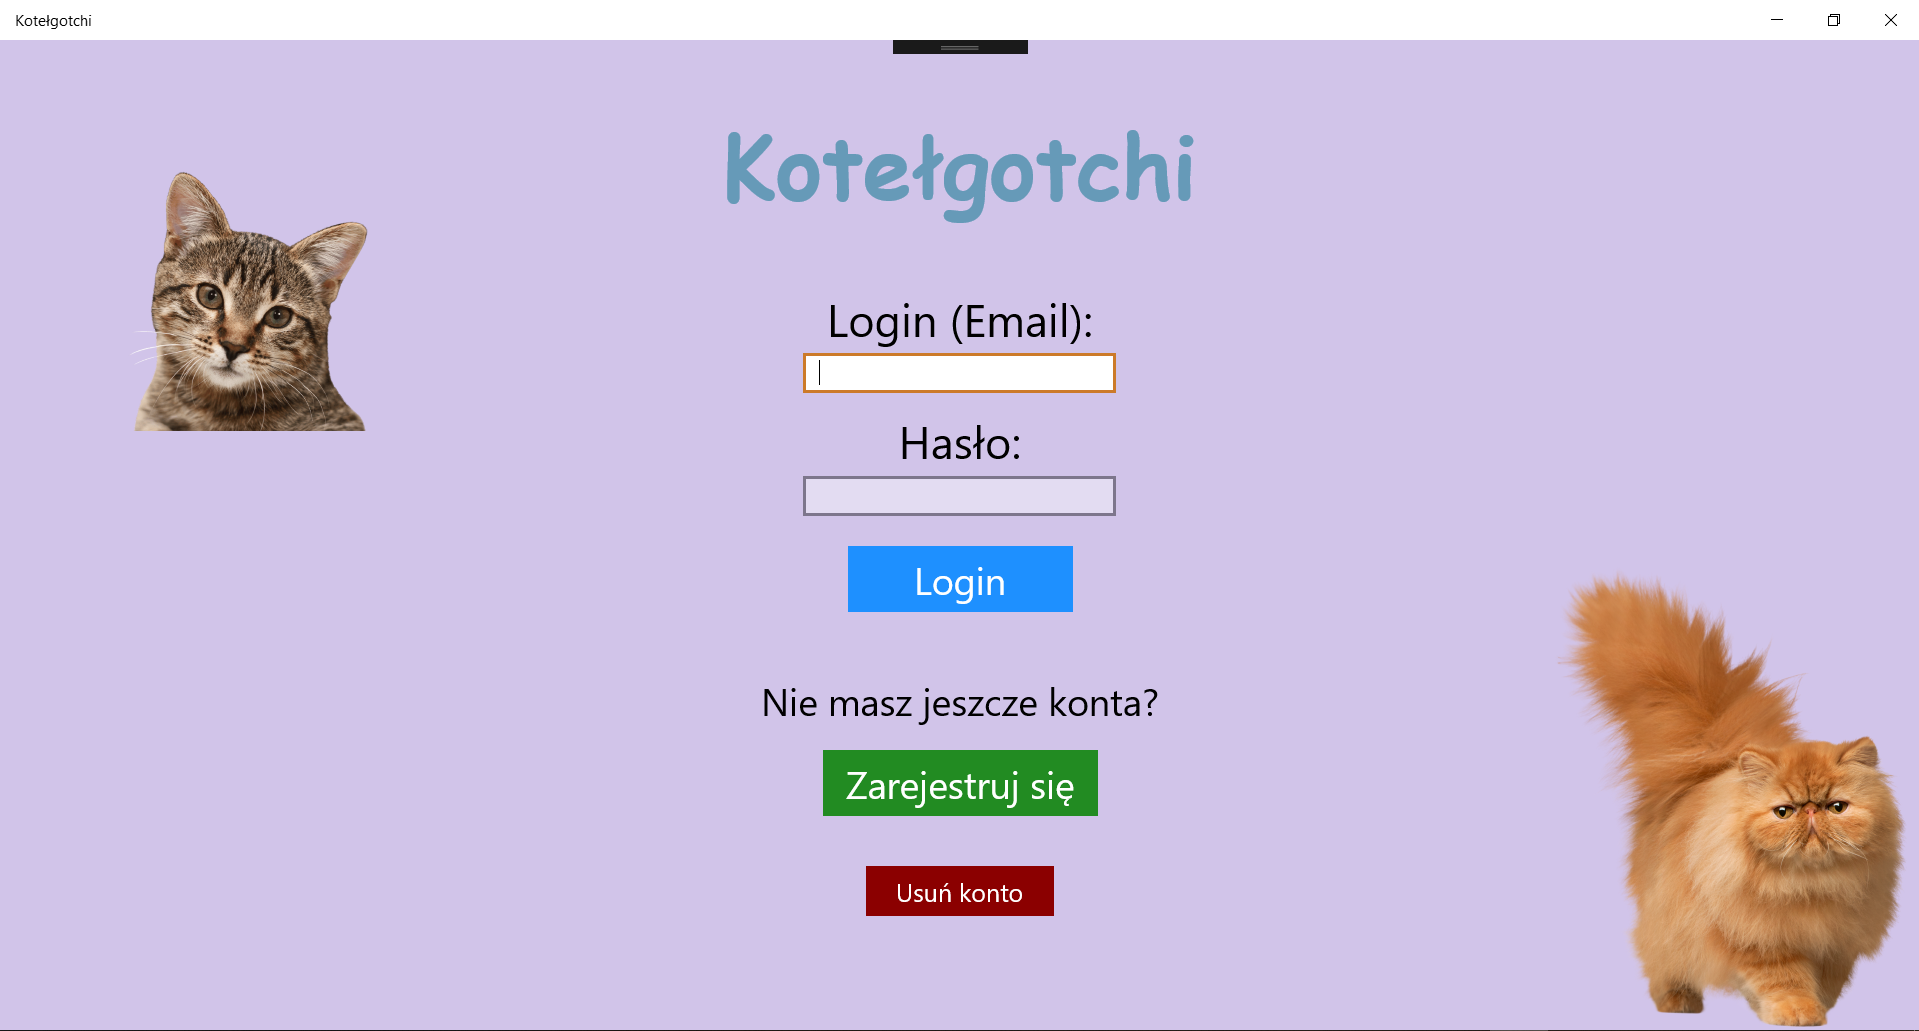 Kotełgotchi
Kotełgotchi
Login (Email):
Hasło:
Login
Nie masz jeszcze konta?
Zarejestruj się
Usuń konto